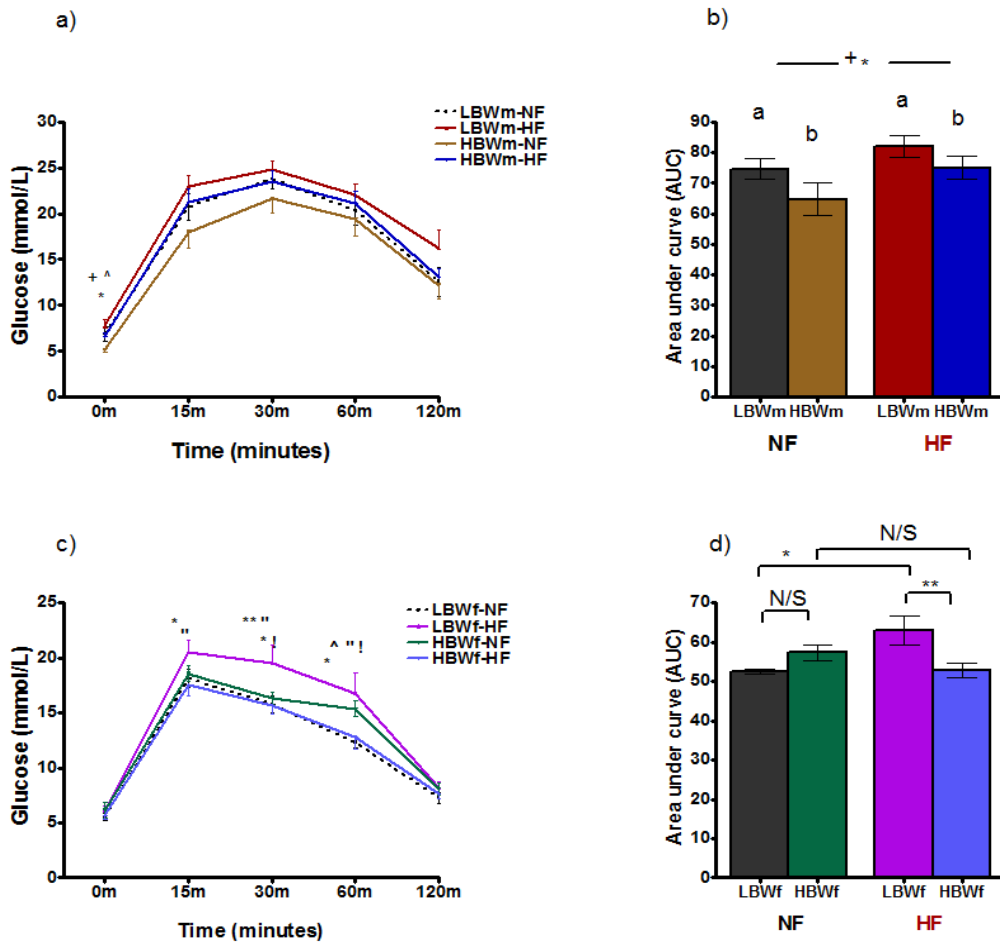 a)
Glucose (mmol/L)
30
25
20
15
10
5
0
+ ^
*
LBWm-NF
LBWm-HF
HBWm-NF
HBWm-HF
0m 15m 30m 60m 120m
Time (minutes)
b)
+ *
a b a b
Area under curve (AUC)
90
80
70
60
50
40
30
20
10
0
LBWm HBWm LBWm HBWm
NF HF
c)
Glucose (mmol/L)
25
20
15
10
5
0
* ** " ^ " !
" * ! *
LBWf-NF
LBWf-HF
HBWf-NF
HBWf-HF
0m 15m 30m 60m 120m
Time (minutes)
d)
N/S
*
N/S **
Area under curve (AUC)
70
60
50
40
30
20
10
0
LBWf HBWf LBWf HBWf
NF HF